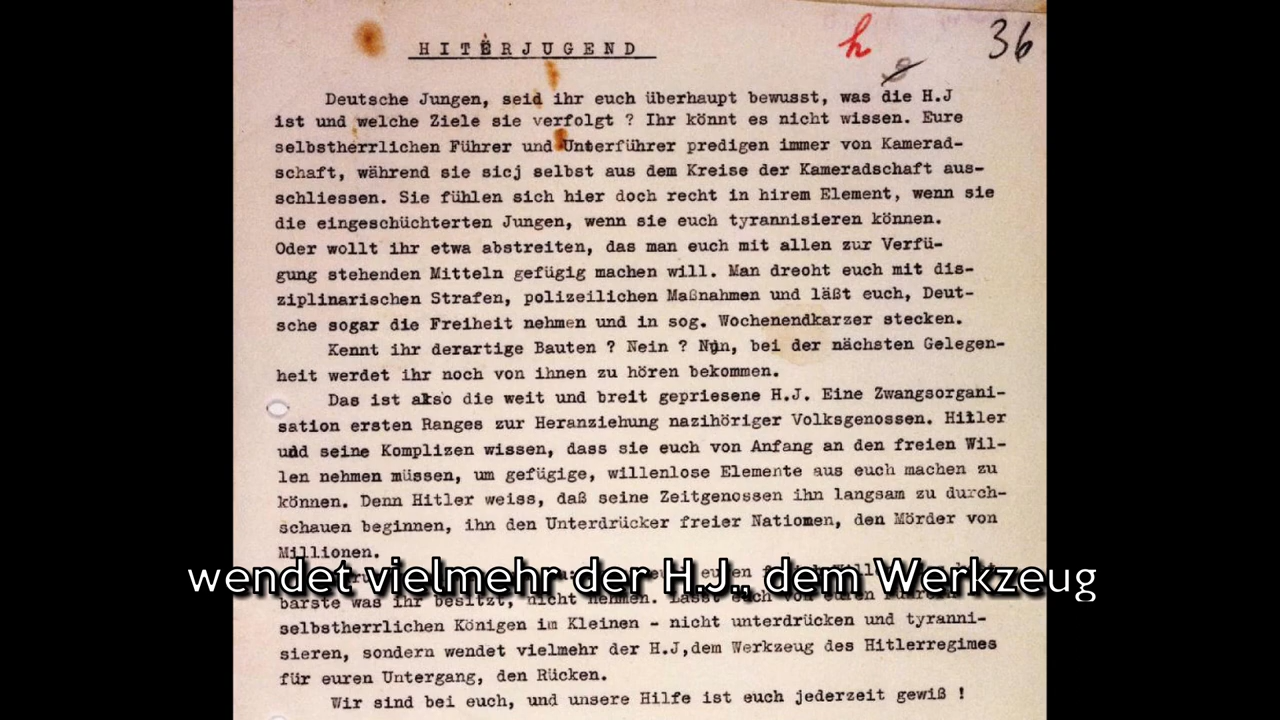 HITLERJUGEND
h 36
Deutsche Jungen, seid ihr euch überhaupt bewusst, was die H.J
ist und welche Ziele sie verfolgt ? Ihr könnt es nicht wissen. Eure
selbstherrlichen Führer und Unterführer predigen immer von Kamerad-
schaft, während sie sicj selbst aus dem Kreise der Kameradschaft aus-
schliessen. Sie fühlen sich hier doch recht in hirem Element, wenn sie
die eingeschüchterten Jungen, wenn sie euch tyrannisieren können.
Oder wollt ihr etwa abstreiten, das man euch mit allen zur Verfü-
gung stehenden Mitteln gefügig machen will. Man dreoht euch mit dis-
ziplinarischen Strafen, polizeilichen Maßnahmen und läßt euch, Deut-
sche sogar die Freiheit nehmen und in sog. Wochenendkarzer stecken.
Kennt ihr derartige Bauten ? Nein ? Nun, bei der nächsten Gelegen-
heit werdet ihr noch von ihnen zu hören bekommen.
Das ist also die weit und breit gepriesene H.J. Eine Zwangsorgani-
sation ersten Ranges zur Heranziehung nazihöriger Volksgenossen. Hitler
und seine Komplizen wissen, dass sie euch von Anfang an den freien Wil-
len nehmen müssen, um gefügige, willenlose Elemente aus euch machen zu
können. Denn Hitler weiss, daß seine Zeitgenossen ihn langsam zu durch-
schauen beginnen, ihn den Unterdrücker freier Natiomen, den Mörder von
Millionen.
wendet vielmehr der H.J., dem Werkzeug
barste was ihr besitzt, nicht nehmen. Lasst euch von euren
selbstherrlichen Königen im Kleinen - nicht unterdrücken und tyranni-
sieren, sondern wendet vielmehr der H.J,dem Werkzeug des Hitlerregimes
für euren Untergang, den Rücken.
Wir sind bei euch, und unsere Hilfe ist euch jederzeit gewiß !